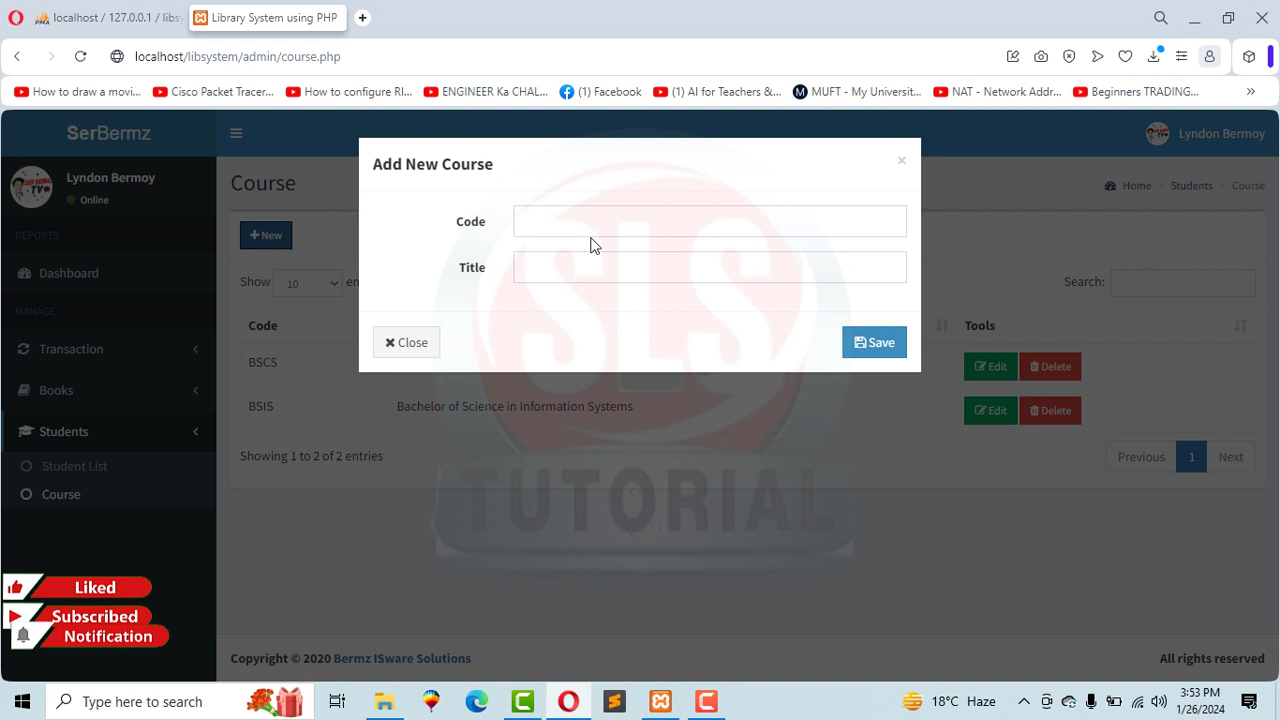 localhost / 127.0.0.1 / libsy
Library System using PHP
localhost/libsystem/admin/course.php
How to draw a movi...
Cisco Packet Tracer...
How to configure RI...
ENGINEER Ka CHAL...
(1) Facebook
(1) AI for Teachers &...
MUFT - My Universit...
NAT - Network Addr...
Beginners TRADING...
SerBermz
Lyndon Bermoy
Lyndon Bermoy
Online
REPORTS
Dashboard
MANAGE
Transaction
Books
Students
Student List
Course
Course
Home > Students > Course
+ New
Show 10 en
Search:
Code
Tools
BSCS
Edit Delete
BSIS Bachelor of Science in Information Systems
Edit Delete
Showing 1 to 2 of 2 entries
Previous 1 Next
Add New Course
×
Code
Title
Close
Save
SLS
TUTORIAL
Liked
Subscribed
Notification
Copyright © 2020 Bermz ISware Solutions
All rights reserved
Type here to search
18°C Haze
3:53 PM
1/26/2024